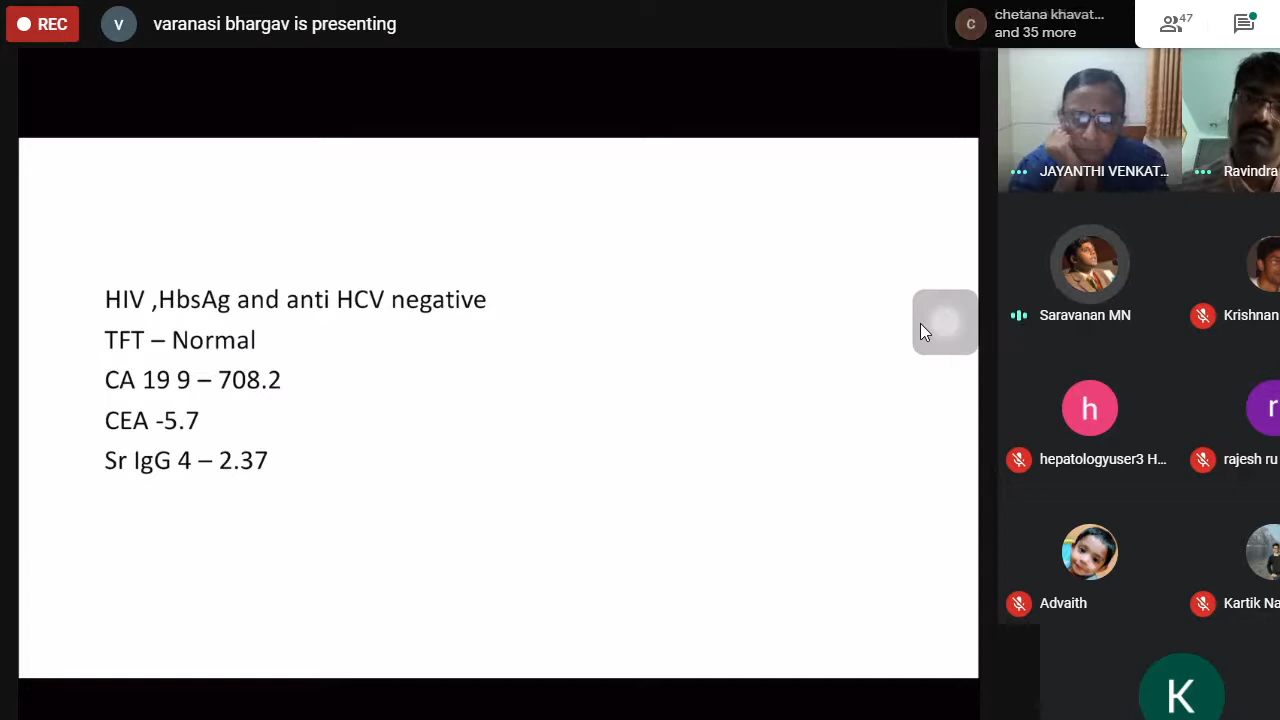 REC
v
varanasi bhargav is presenting
c
chetana khavat...
and 35 more
47
HIV ,HbsAg and anti HCV negative
TFT – Normal
CA 19 9 – 708.2
CEA -5.7
Sr IgG 4 – 2.37
JAYANTHI VENKAT...
Ravindra
Saravanan MN
Krishnan
h
r
hepatologyuser3 H...
rajesh ru
Advaith
Kartik Na
K